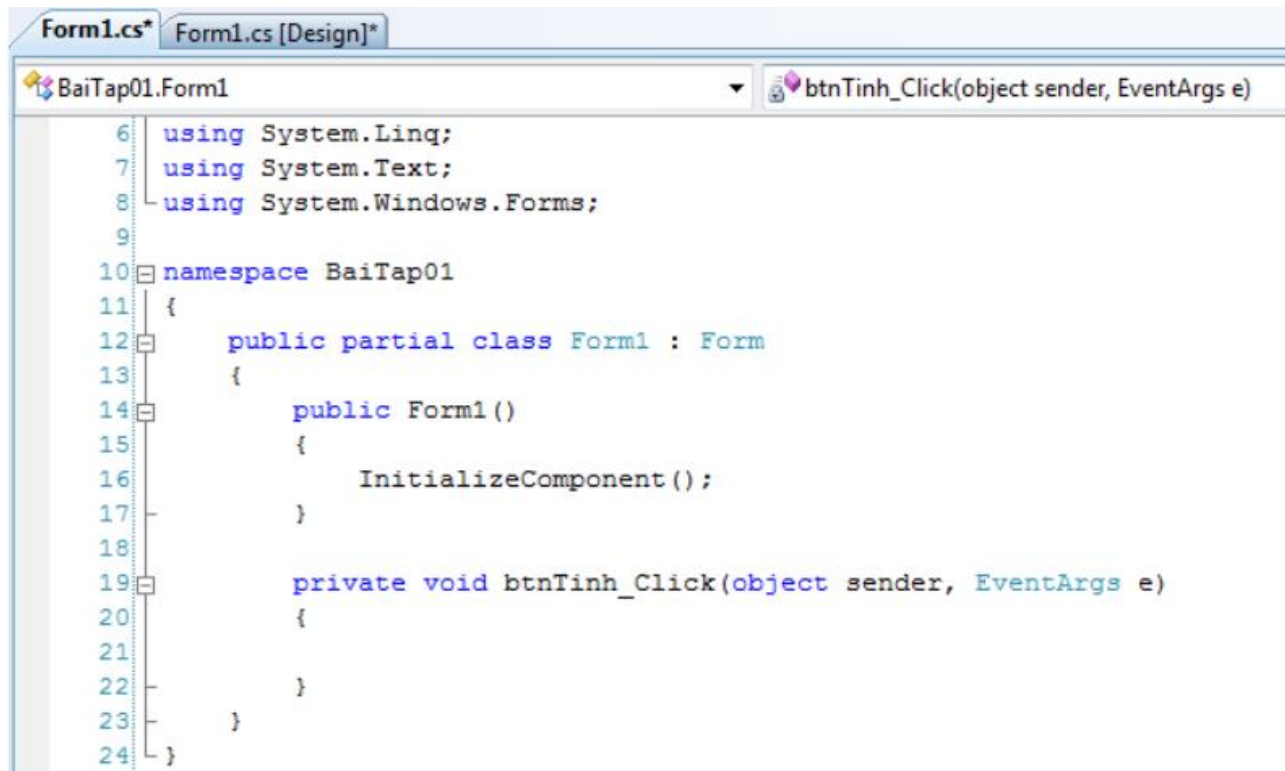 Form1.cs* Form1.cs [Design]*
BaiTap01.Form1 btnTinh_Click(object sender, EventArgs e)
6 using System.Linq;
7 using System.Text;
8 using System.Windows.Forms;
9
10 namespace BaiTap01
11 {
12 public partial class Form1 : Form
13 {
14 public Form1()
15 {
16 InitializeComponent();
17 }
18
19 private void btnTinh_Click(object sender, EventArgs e)
20 {
21
22 }
23 }
24 }